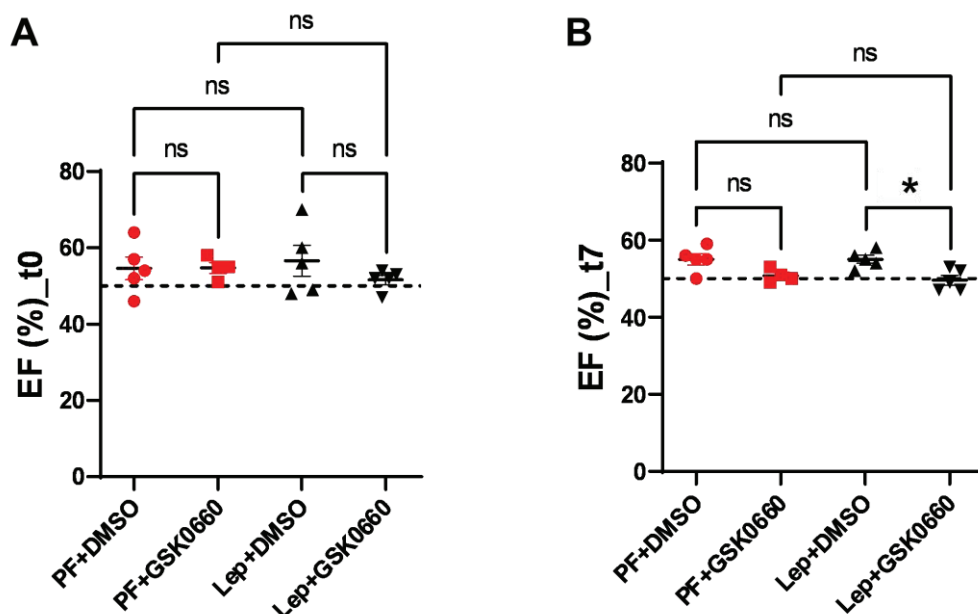 A
ns
ns
ns
ns
80
60
40
20
0
EF (%)_t0
PF+DMSO
PF+GSK0660
Lep+DMSO
Lep+GSK0660
B
ns
ns
ns
*
80
60
40
20
0
EF (%)_t7
PF+DMSO
PF+GSK0660
Lep+DMSO
Lep+GSK0660